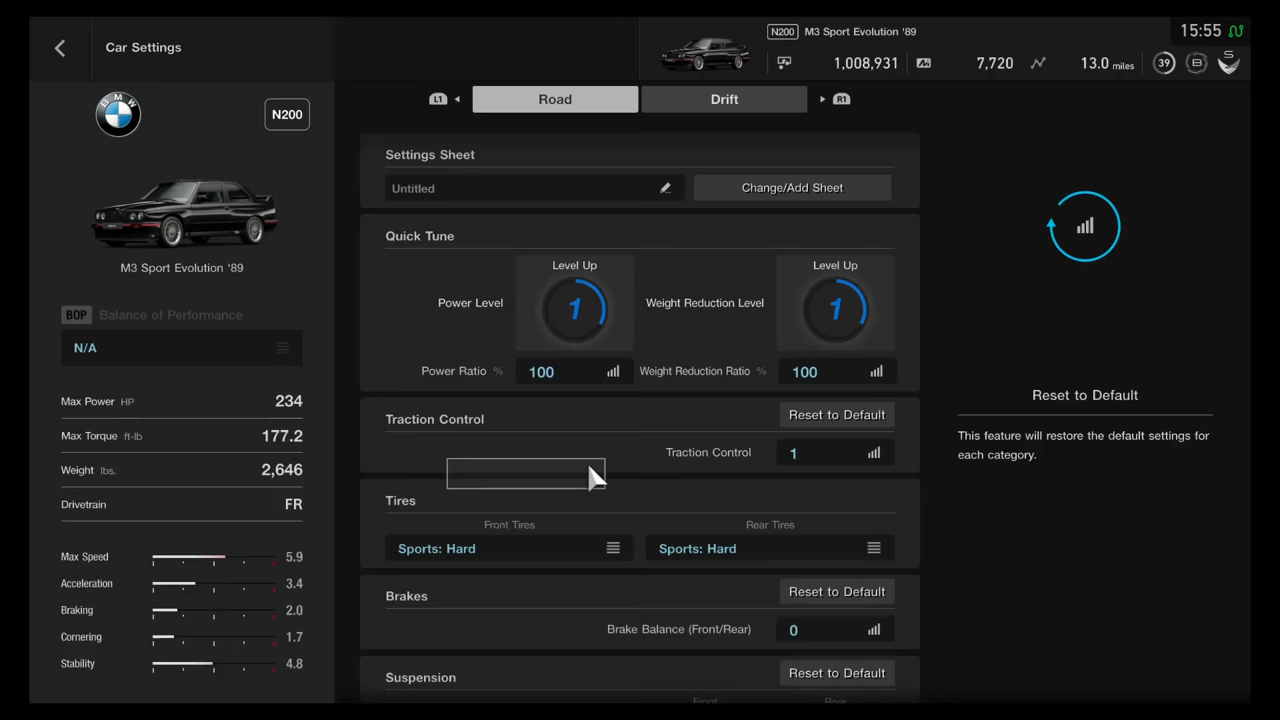 Car Settings
N200 M3 Sport Evolution '89
15:55
1,008,931 7,720 13.0 miles 39 B S
BMW
N200
L1 Road Drift R1
Settings Sheet
Untitled Change/Add Sheet
Quick Tune
Level Up Level Up
Power Level 1 Weight Reduction Level 1
Power Ratio % 100 Weight Reduction Ratio % 100
Traction Control Reset to Default
Traction Control 1
Tires
Front Tires Rear Tires
Sports: Hard Sports: Hard
Brakes Reset to Default
Brake Balance (Front/Rear) 0
Suspension Reset to Default
Front Rear
M3 Sport Evolution '89
BOP Balance of Performance
N/A
Max Power HP 234
Max Torque ft-lb 177.2
Weight lbs. 2,646
Drivetrain FR
Max Speed 5.9
Acceleration 3.4
Braking 2.0
Cornering 1.7
Stability 4.8
Reset to Default
This feature will restore the default settings for
each category.